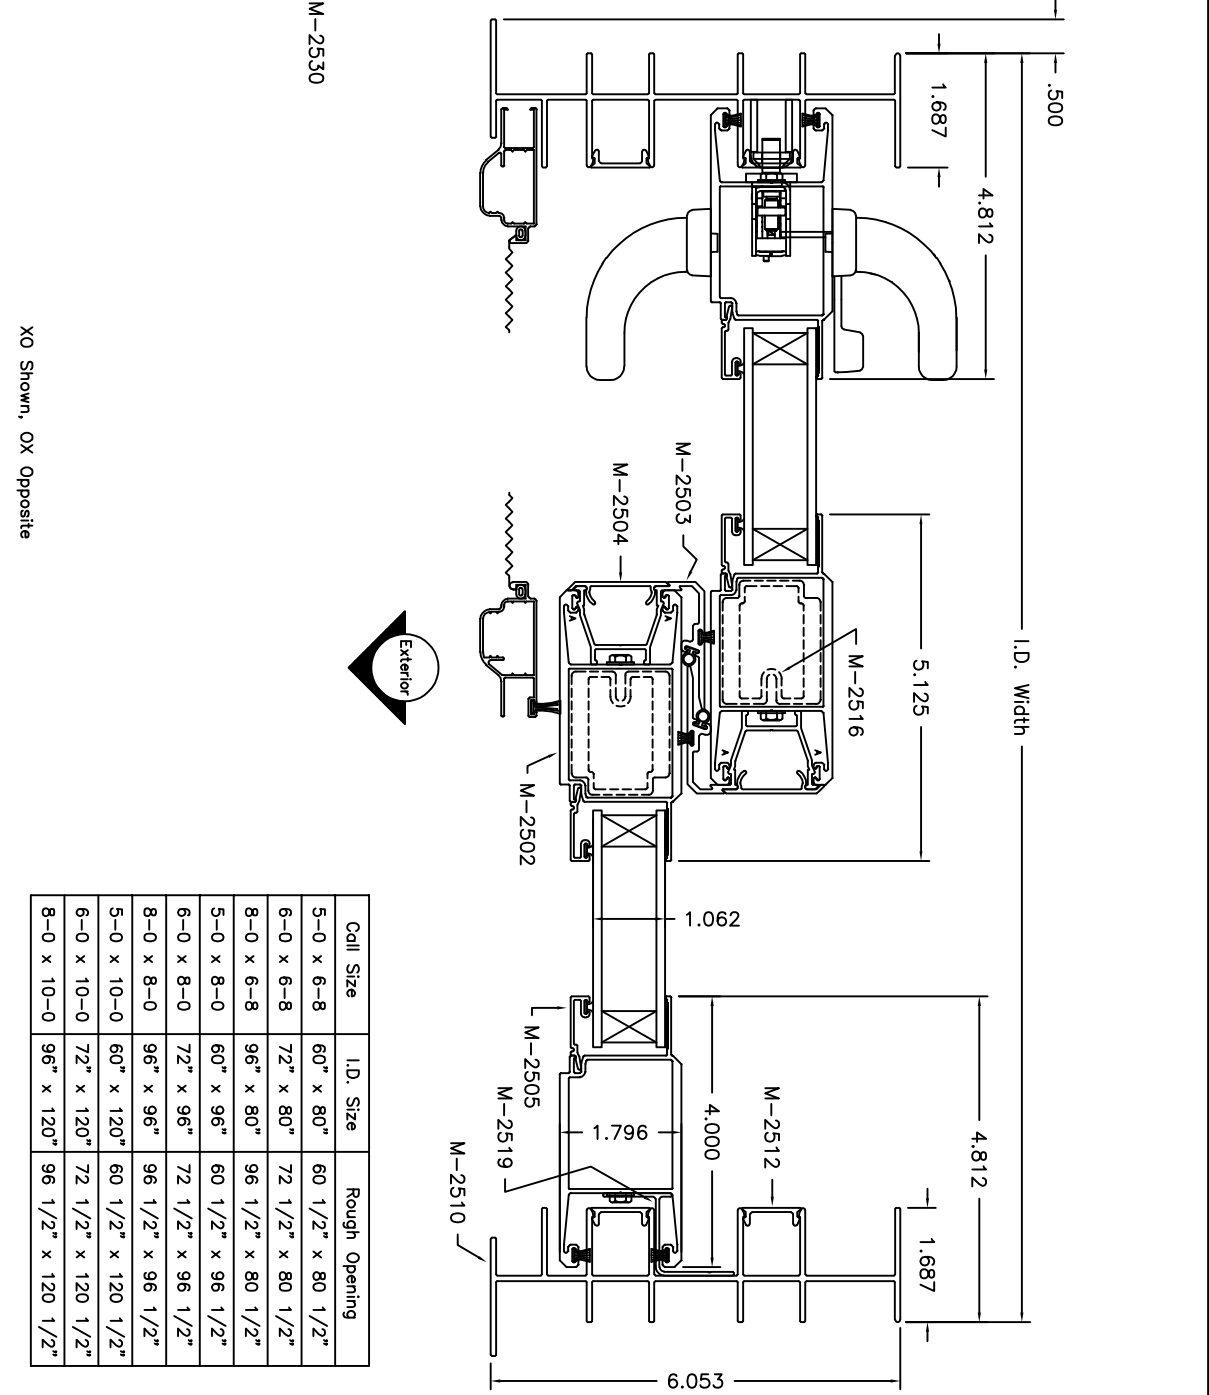 .500
1.687
4.812
I.D. Width
M-2530
M-2503
M-2504
M-2516
5.125
A
A
A
A
Exterior
M-2502
1.062
M-2505
M-2519
M-2510
1.796
4.000
M-2512
4.812
1.687
6.053
XO Shown, OX Opposite
Call Size I.D. Size Rough Opening
5-0 x 6-8 60" x 80" 60 1/2" x 80 1/2"
6-0 x 6-8 72" x 80" 72 1/2" x 80 1/2"
8-0 x 6-8 96" x 80" 96 1/2" x 80 1/2"
5-0 x 8-0 60" x 96" 60 1/2" x 96 1/2"
6-0 x 8-0 72" x 96" 72 1/2" x 96 1/2"
8-0 x 8-0 96" x 96" 96 1/2" x 96 1/2"
5-0 x 10-0 60" x 120" 60 1/2" x 120 1/2"
6-0 x 10-0 72" x 120" 72 1/2" x 120 1/2"
8-0 x 10-0 96" x 120" 96 1/2" x 120 1/2"